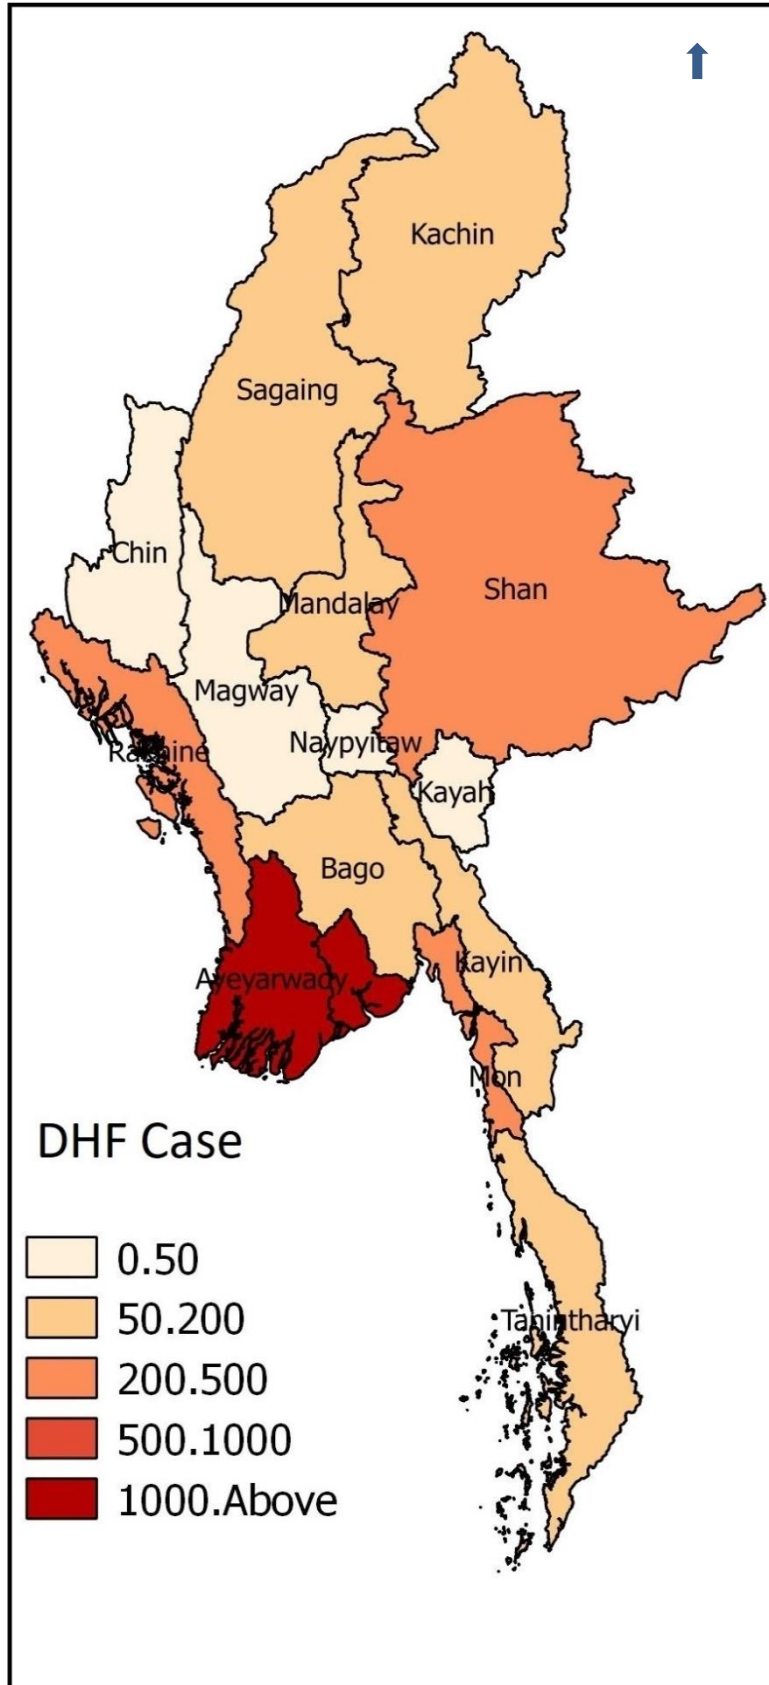 Kachin
Sagaing
Chin
Shan
Mandalay
Magway
Naypyitaw
Rakhine
Kayah
Bago
Kayin
Ayeyarwady
Mon
DHF Case
0.50
50.200
200.500
500.1000
1000.Above
Tanintharyi